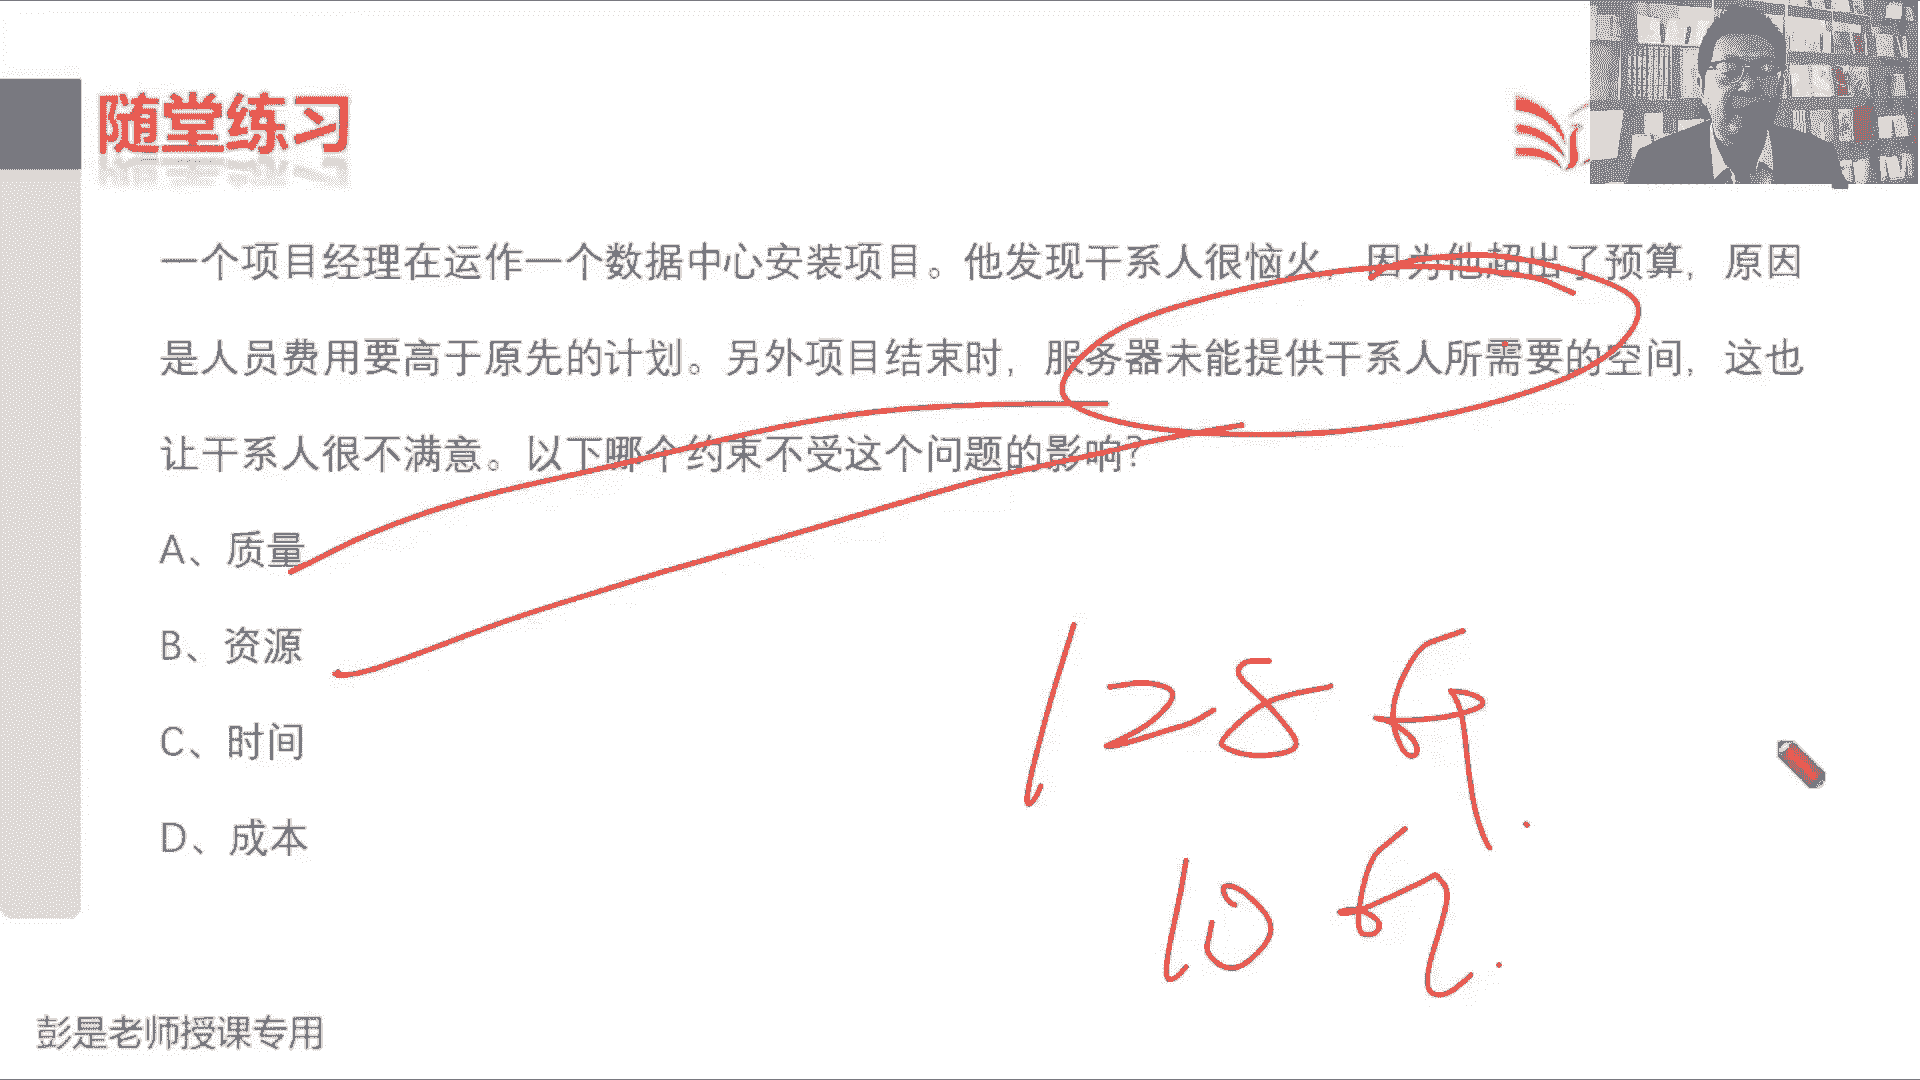 随堂练习
一个项目经理在运作一个数据中心安装项目。他发现干系人很恼火，因为他超出了预算，原因
是人员费用要高于原先的计划。另外项目结束时，服务器未能提供干系人所需要的空间，这也
让干系人很不满意。以下哪个约束不受这个问题的影响？
A、质量
B、资源
C、时间
D、成本
128
10
彭是老师授课专用